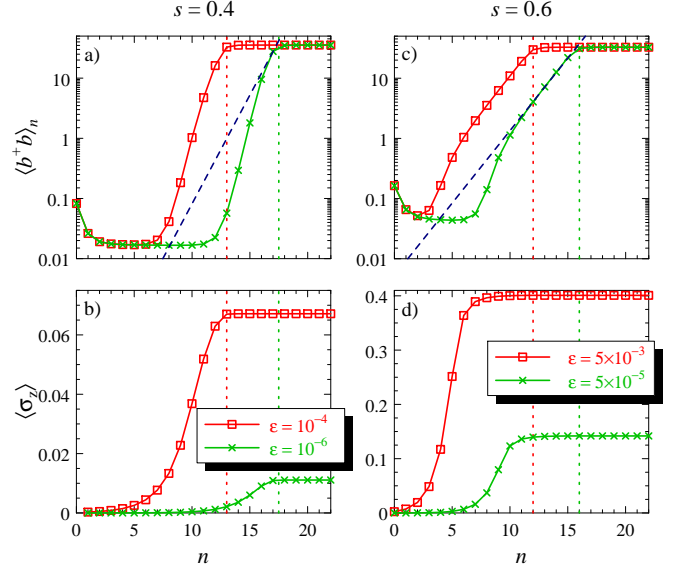 s = 0.4 s = 0.6
a) c)
10 10
1 1
0.1 0.1
0.01 0.01
⟨b⁺b⟩ₙ
b) d)
0.06 0.4
0.04 0.3
0.02 0.2
0 0.1
0
⟨σz⟩
ε = 10⁻⁴
ε = 10⁻⁶
ε = 5×10⁻³
ε = 5×10⁻⁵
0 5 10 15 20 0 5 10 15 20
n n